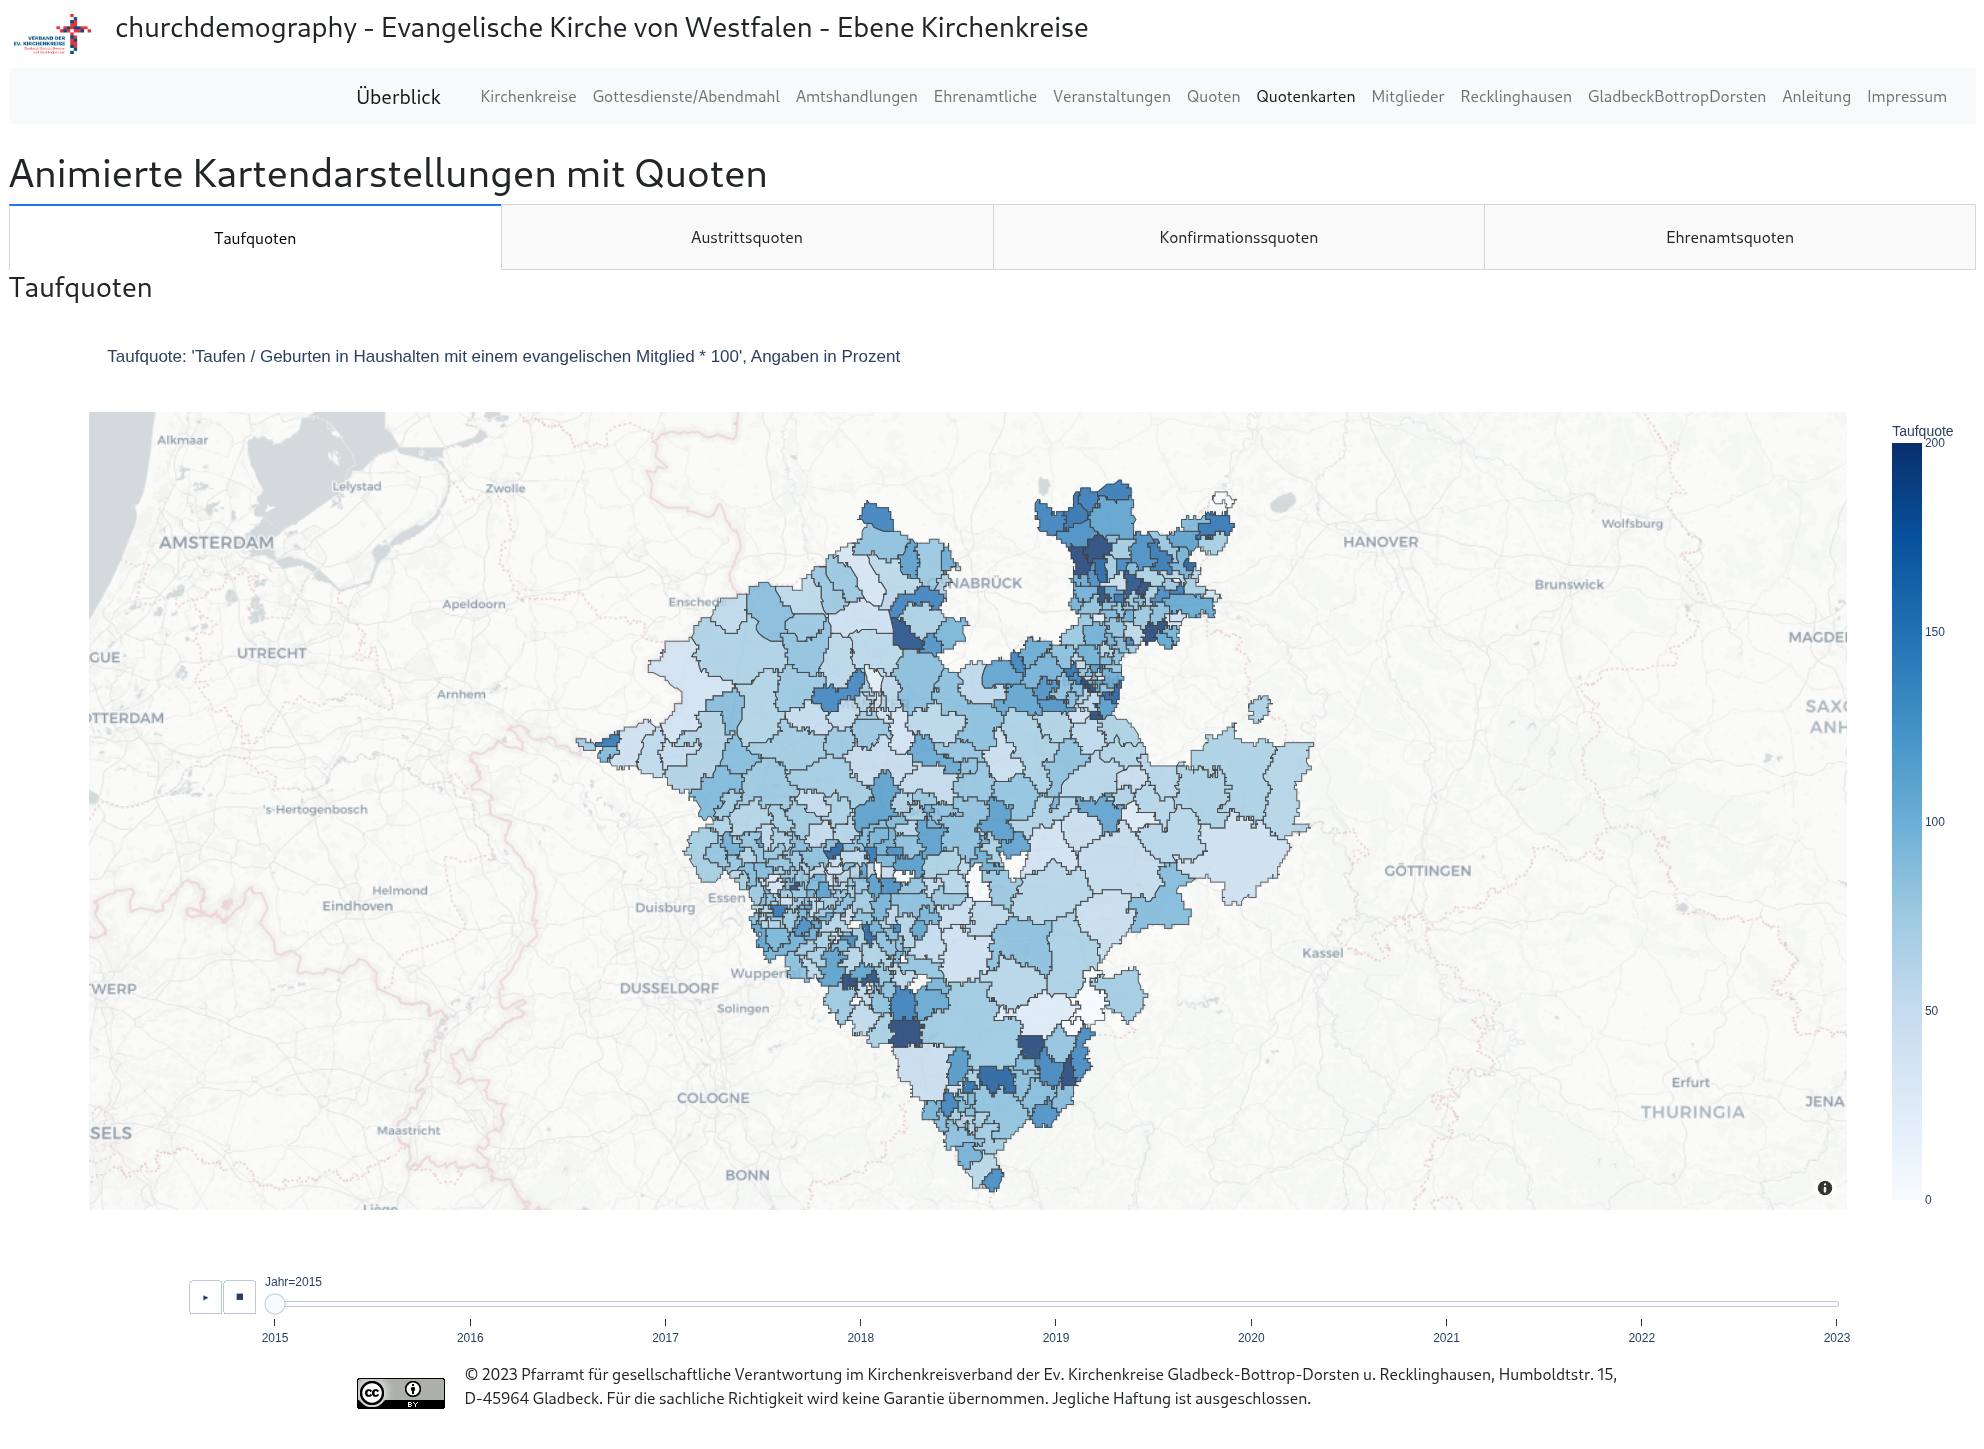 VERBAND DER
EV. KIRCHENKREISE
churchdemography - Evangelische Kirche von Westfalen - Ebene Kirchenkreise
Überblick Kirchenkreise Gottesdienste/Abendmahl Amtshandlungen Ehrenamtliche Veranstaltungen Quoten Quotenkarten Mitglieder Recklinghausen GladbeckBottropDorsten Anleitung Impressum
Animierte Kartendarstellungen mit Quoten
Taufquoten Austrittsquoten Konfirmationssquoten Ehrenamtsquoten
Taufquoten
Taufquote: 'Taufen / Geburten in Haushalten mit einem evangelischen Mitglied * 100', Angaben in Prozent
Taufquote
200
150
100
50
0
Alkmaar
Lelystad
Zwolle
Wolfsburg
AMSTERDAM
HANOVER
NABRÜCK
Brunswick
Apeldoorn
Ensched
MAGDE
UTRECHT
GUE
Arnhem
OTTERDAM
SAXO
ANH
's-Hertogenbosch
GÖTTINGEN
Helmond
Eindhoven
Essen
Duisburg
Kassel
Wuppert
DUSSELDORF
WERP
Solingen
Erfurt
COLOGNE
THURINGIA
JENA
SELS
Maastricht
BONN
Liège
Jahr=2015
2015 2016 2017 2018 2019 2020 2021 2022 2023
cc BY
© 2023 Pfarramt für gesellschaftliche Verantwortung im Kirchenkreisverband der Ev. Kirchenkreise Gladbeck-Bottrop-Dorsten u. Recklinghausen, Humboldtstr. 15,
D-45964 Gladbeck. Für die sachliche Richtigkeit wird keine Garantie übernommen. Jegliche Haftung ist ausgeschlossen.